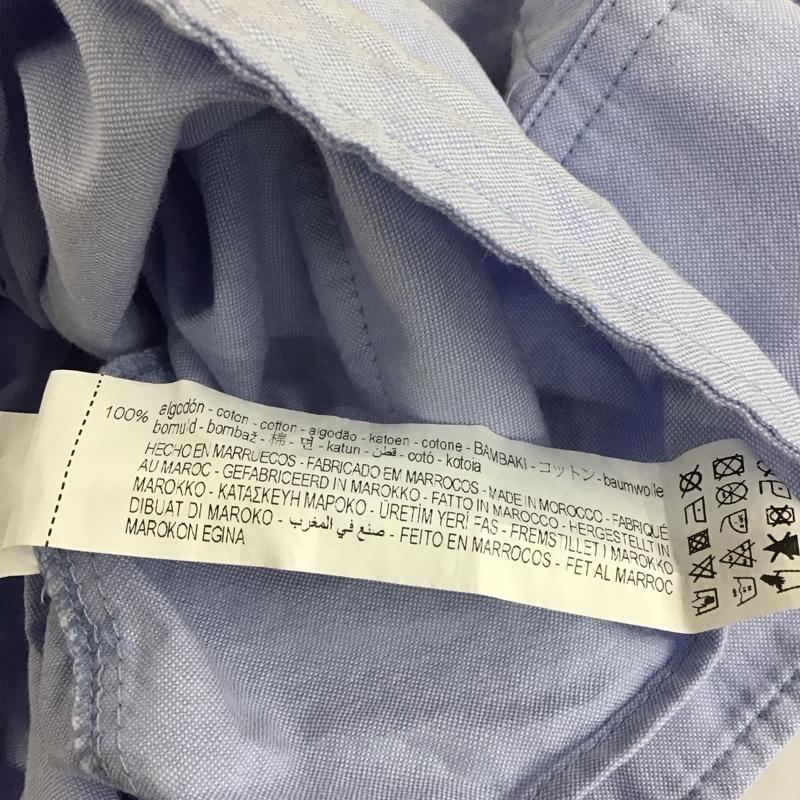 100% algodón - coton - cotton - algodão - katoen - cotone - BAMBAKI - コットン - baumwolle
bomuld - bombaž - 棉 - 면 - katun - قطن - cotó - kotoia
HECHO EN MARRUECOS - FABRICADO EM MARROCOS - MADE IN MOROCCO - FABRIQUÉ
AU MAROC - GEFABRICEERD IN MAROKKO - FATTO IN MAROCCO - HERGESTELLT IN
MAROKKO - ΚΑΤΑΣΚΕΥΗ ΜΑΡΟΚΟ - ÜRETİM YERİ FAS - FREMSTILLET I MAROKKO
DIBUAT DI MAROKO - صنع في المغرب - FEITO EN MARROCOS - FET AL MARROC
MAROKON EGINA